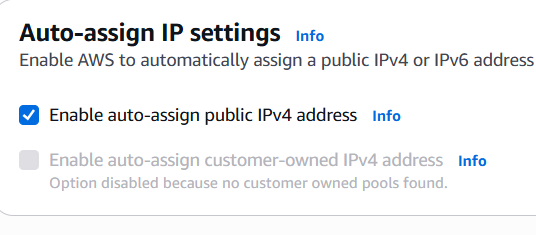 Auto-assign IP settings Info
Enable AWS to automatically assign a public IPv4 or IPv6 address
Enable auto-assign public IPv4 address Info
Enable auto-assign customer-owned IPv4 address Info
Option disabled because no customer owned pools found.